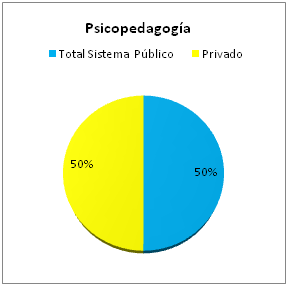 Psicopedagogía
Total Sistema Público Privado
50% 50%